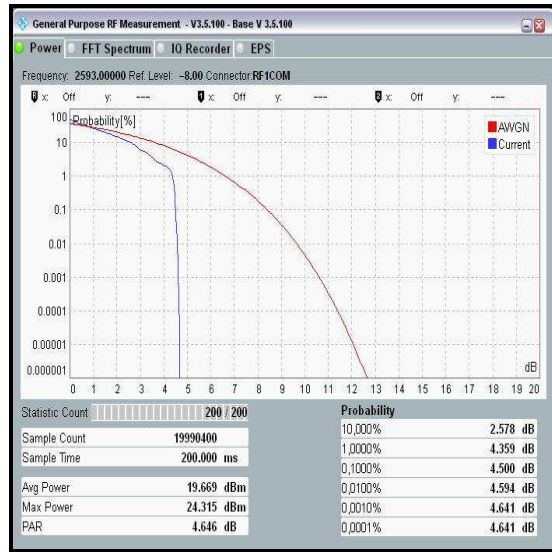 General Purpose RF Measurement - V3.5.100 - Base V 3.5.100
Power FFT Spectrum IQ Recorder EPS
Frequency: 2593.00000 Ref. Level: -8.00 Connector:RF1COM
x: Off y: --- x: Off y: --- x: Off y: ---
Probability[%]
AWGN
Current
100
10
1
0.1
0.01
0.001
0.0001
0.00001
0.000001
dB
0 1 2 3 4 5 6 7 8 9 10 11 12 13 14 15 16 17 18 19 20
Statistic Count 200 / 200
Sample Count 19990400
Sample Time 200.000 ms
Avg Power 19.669 dBm
Max Power 24.315 dBm
PAR 4.646 dB
Probability
10,000% 2.578 dB
1,0000% 4.359 dB
0,1000% 4.500 dB
0,0100% 4.594 dB
0,0010% 4.641 dB
0,0001% 4.641 dB